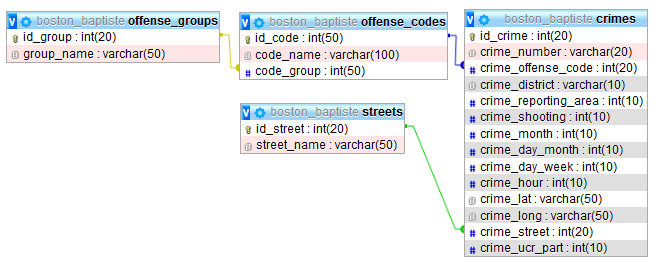 boston_baptiste offense_groups
id_group : int(20)
group_name : varchar(50)
boston_baptiste offense_codes
id_code : int(50)
code_name : varchar(100)
code_group : int(50)
boston_baptiste streets
id_street : int(20)
street_name : varchar(50)
boston_baptiste crimes
id_crime : int(20)
crime_number : varchar(20)
crime_offense_code : int(20)
crime_district : varchar(10)
crime_reporting_area : int(10)
crime_shooting : int(10)
crime_month : int(10)
crime_day_month : int(10)
crime_day_week : int(10)
crime_hour : int(10)
crime_lat : varchar(50)
crime_long : varchar(50)
crime_street : int(20)
crime_ucr_part : int(10)